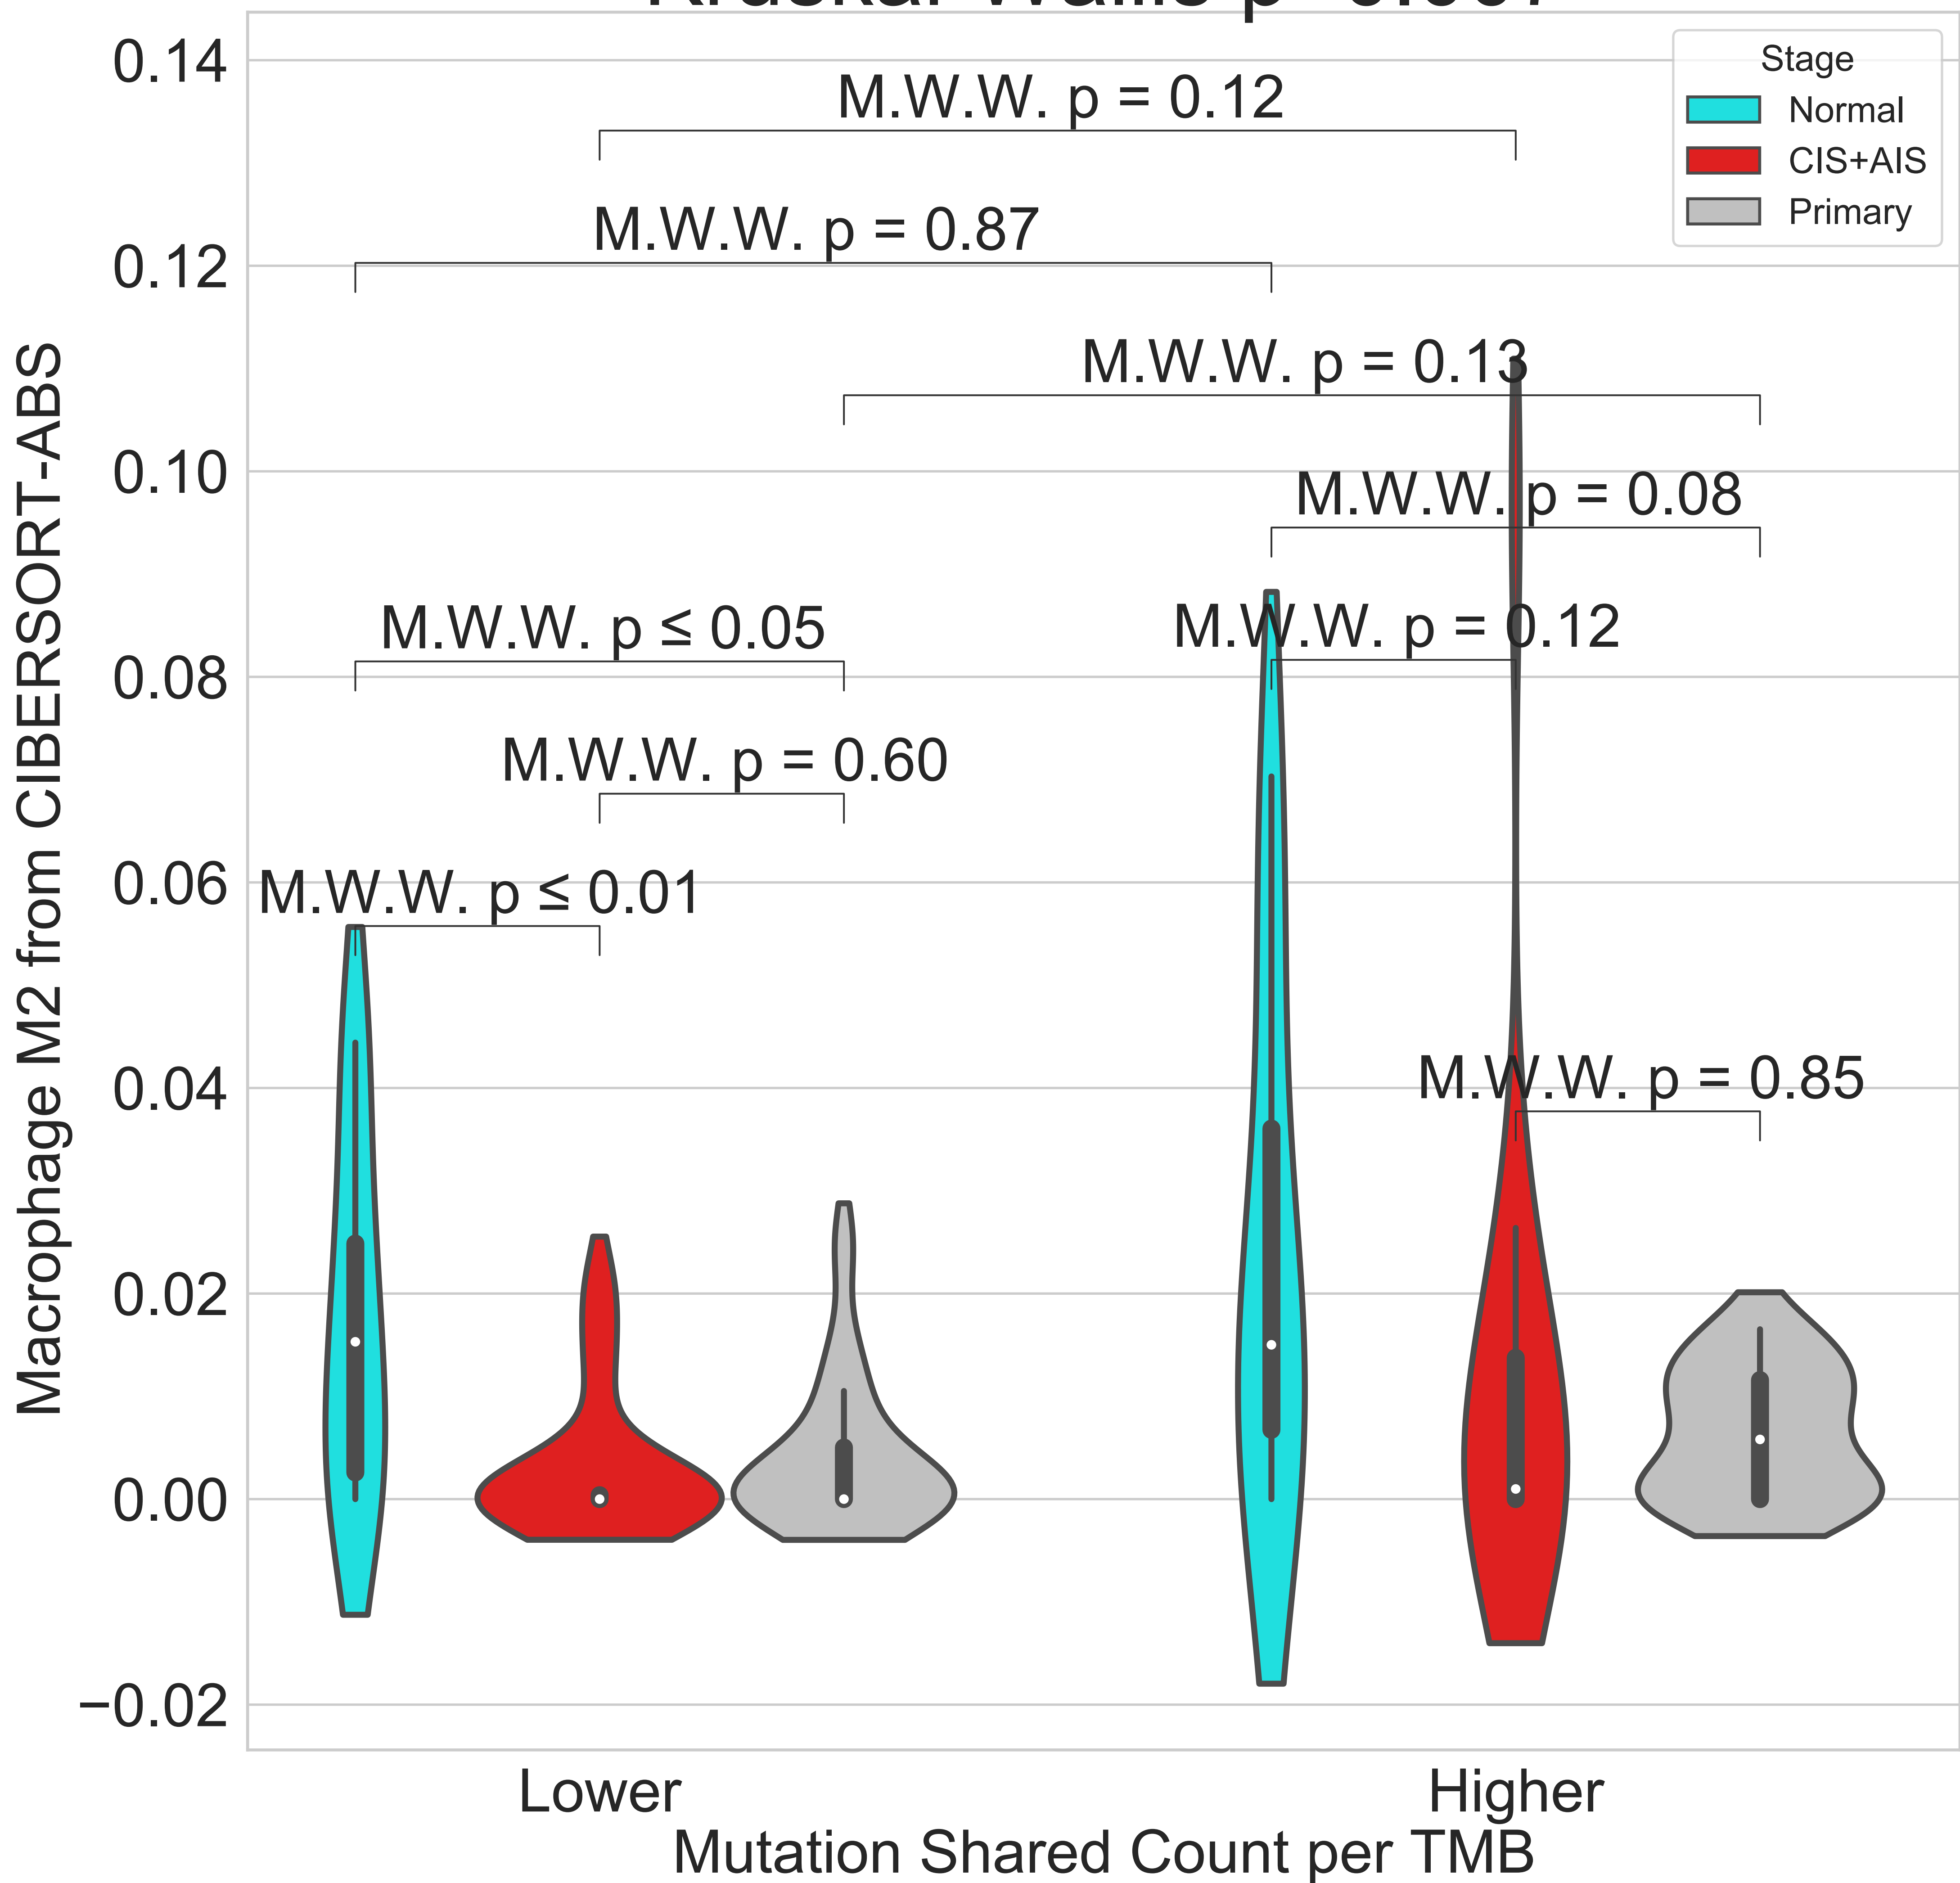 0.14
0.12
0.10
0.08
0.06
0.04
0.02
0.00
−0.02
Macrophage M2 from CIBERSORT-ABS
Stage
Normal
CIS+AIS
Primary
M.W.W. p = 0.12
M.W.W. p = 0.87
M.W.W. p = 0.13
M.W.W. p = 0.08
M.W.W. p ≤ 0.05
M.W.W. p = 0.12
M.W.W. p = 0.60
M.W.W. p ≤ 0.01
M.W.W. p = 0.85
Lower
Higher
Mutation Shared Count per TMB